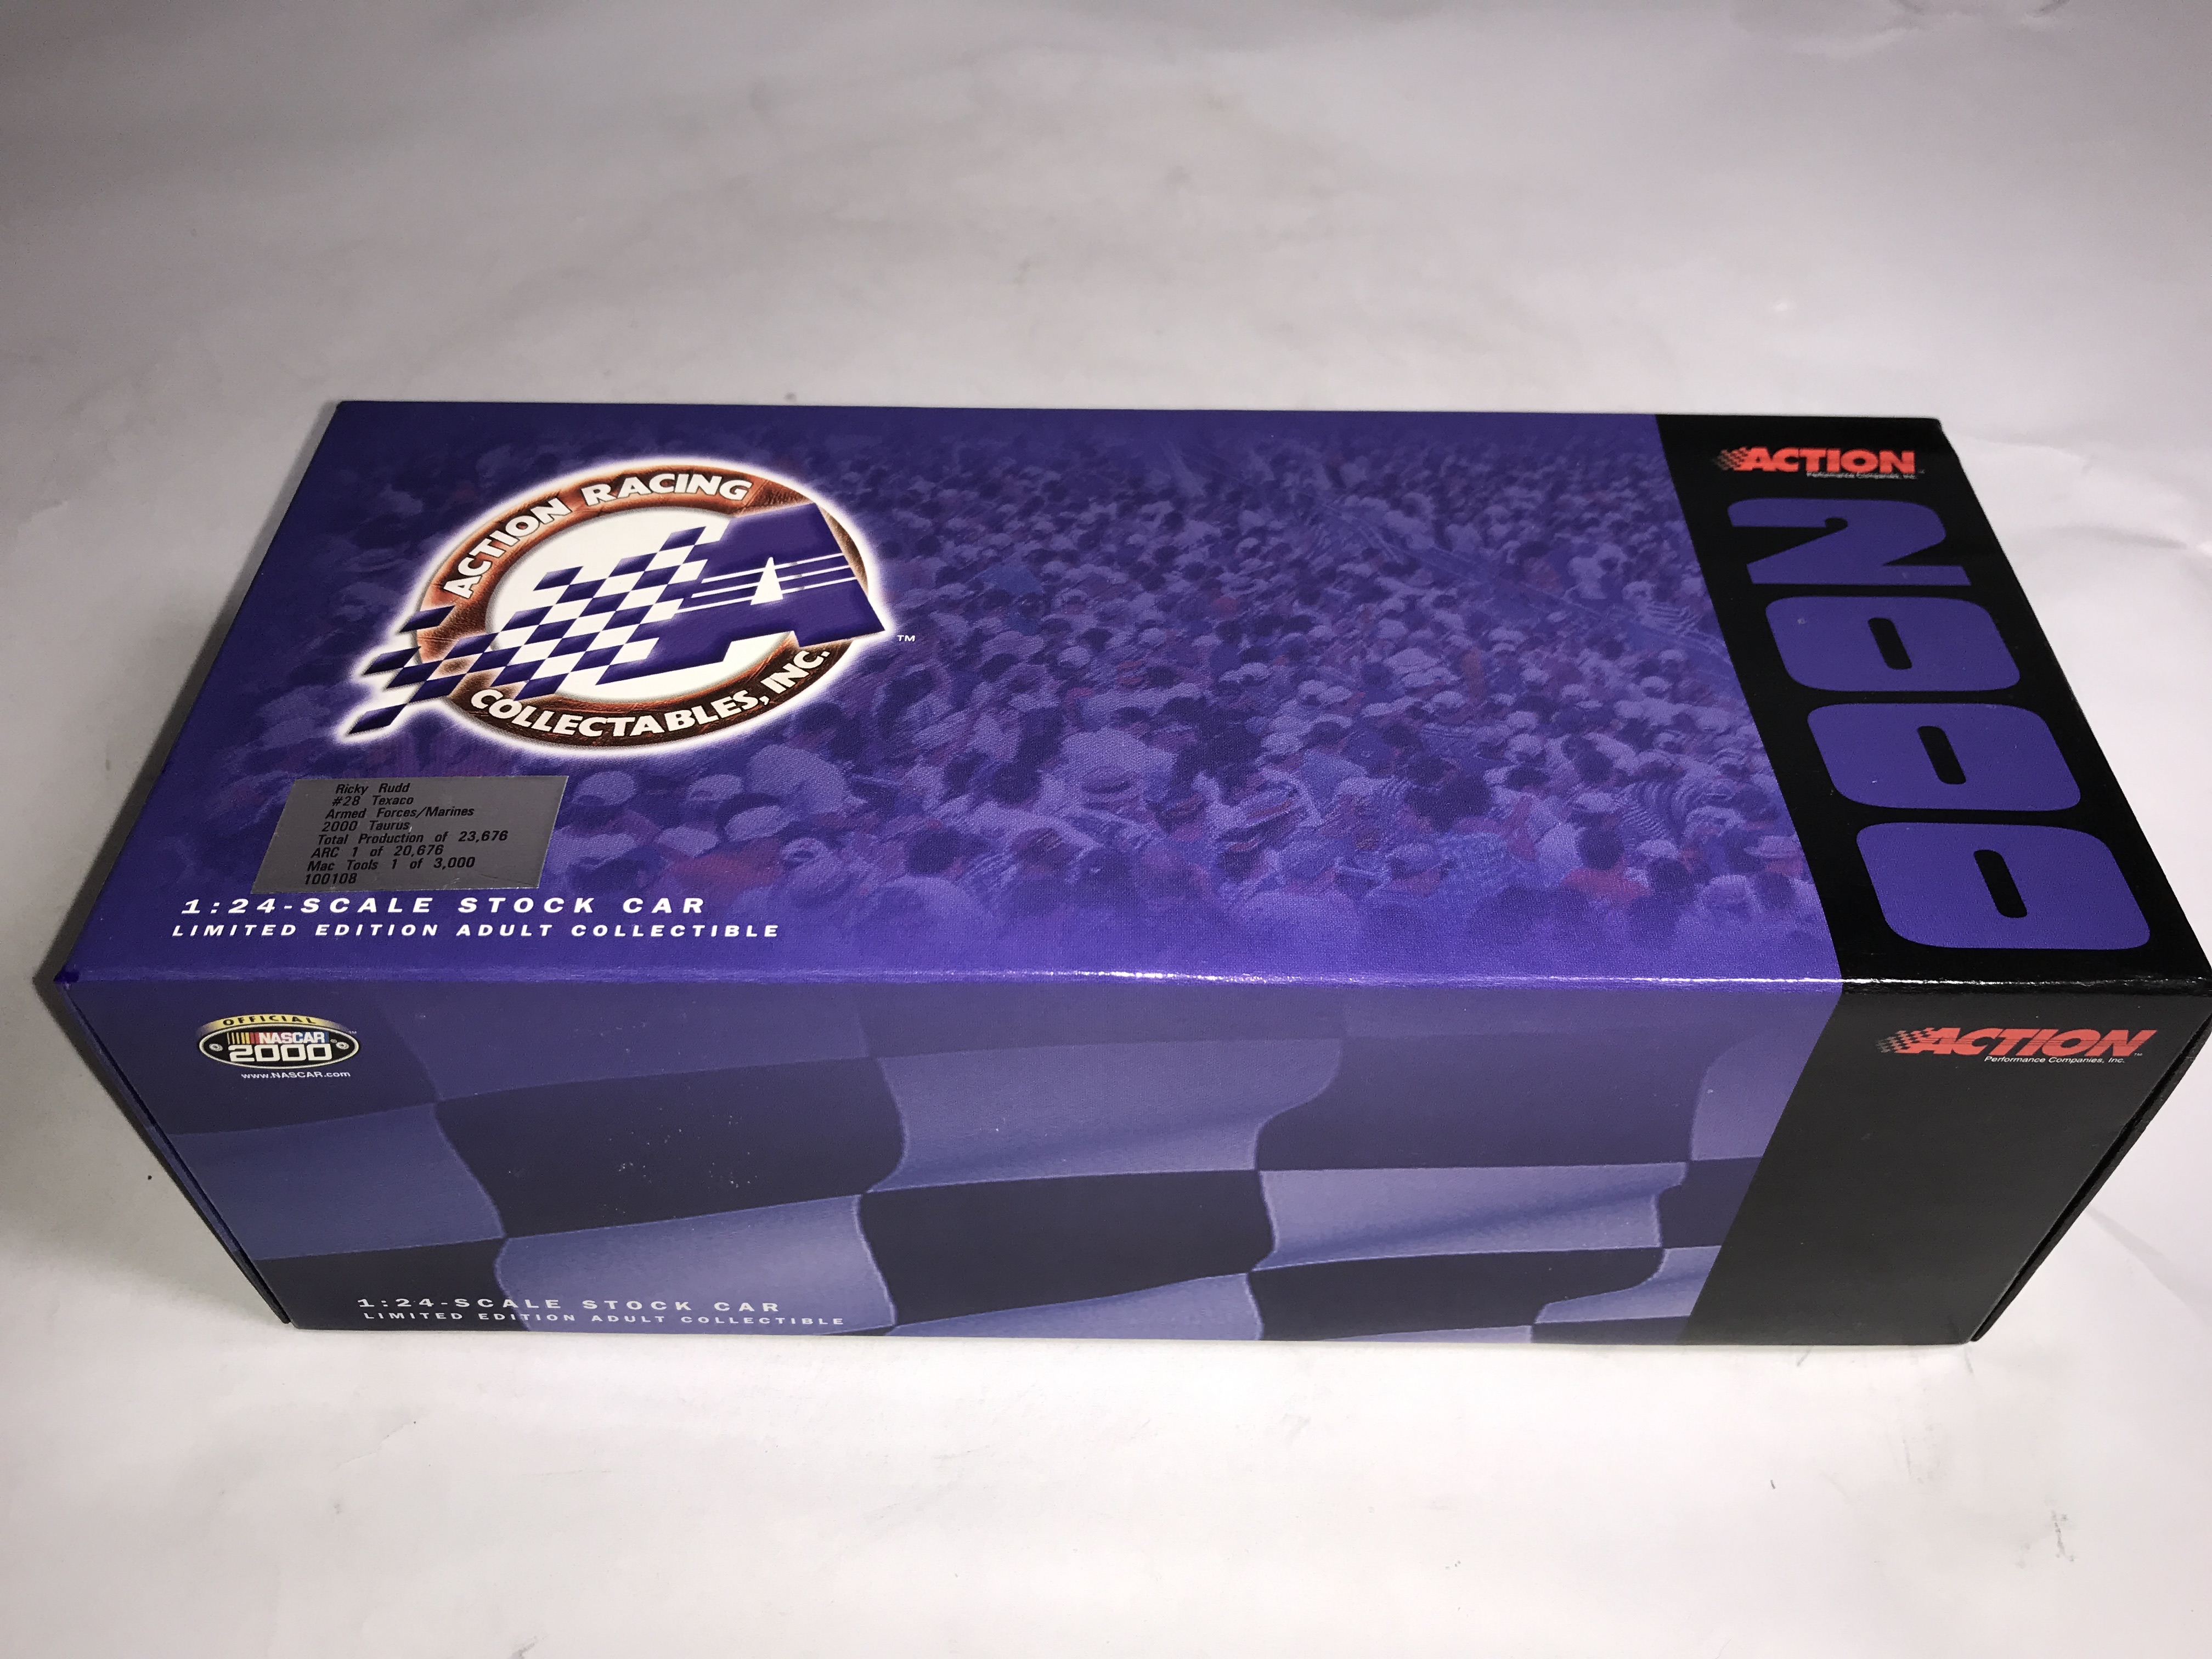 ACTION RACING
COLLECTABLES, INC.
A
™
Ricky Rudd
#28 Texaco
Armed Forces/Marines
2000 Taurus
Total Production of 23,676
ARC 1 of 20,676
Mac Tools 1 of 3,000
100108
1:24-SCALE STOCK CAR
LIMITED EDITION ADULT COLLECTIBLE
ACTION
Performance Companies, Inc.
2000
OFFICIAL
NASCAR
2000
www.NASCAR.com
ACTION
Performance Companies, Inc. ™
1:24-SCALE STOCK CAR
LIMITED EDITION ADULT COLLECTIBLE